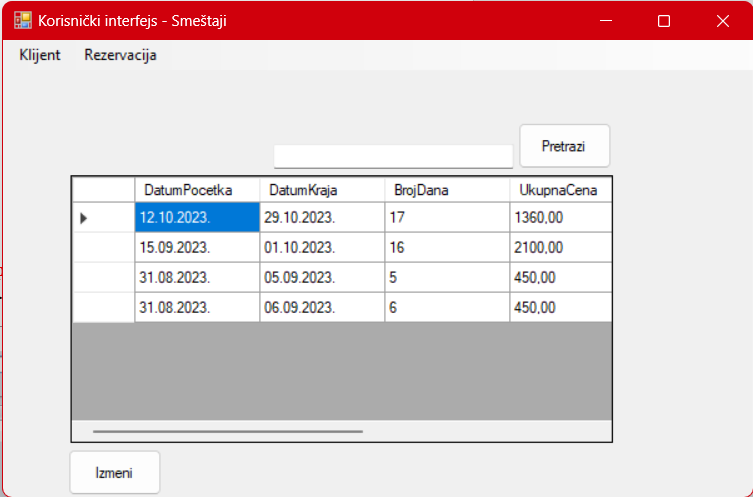 Korisnički interfejs - Smeštaji
Klijent Rezervacija
Pretrazi
DatumPocetka DatumKraja BrojDana UkupnaCena
12.10.2023. 29.10.2023. 17 1360,00
15.09.2023. 01.10.2023. 16 2100,00
31.08.2023. 05.09.2023. 5 450,00
31.08.2023. 06.09.2023. 6 450,00
Izmeni